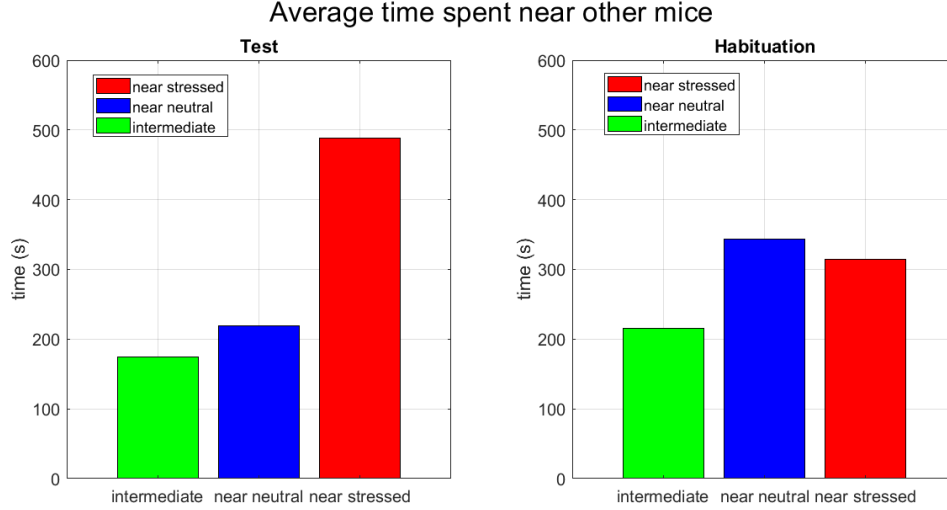 Average time spent near other mice
Test
600
500
400
300
200
100
0
time (s)
near stressed
near neutral
intermediate
intermediate near neutral near stressed
Habituation
600
500
400
300
200
100
0
time (s)
near stressed
near neutral
intermediate
intermediate near neutral near stressed